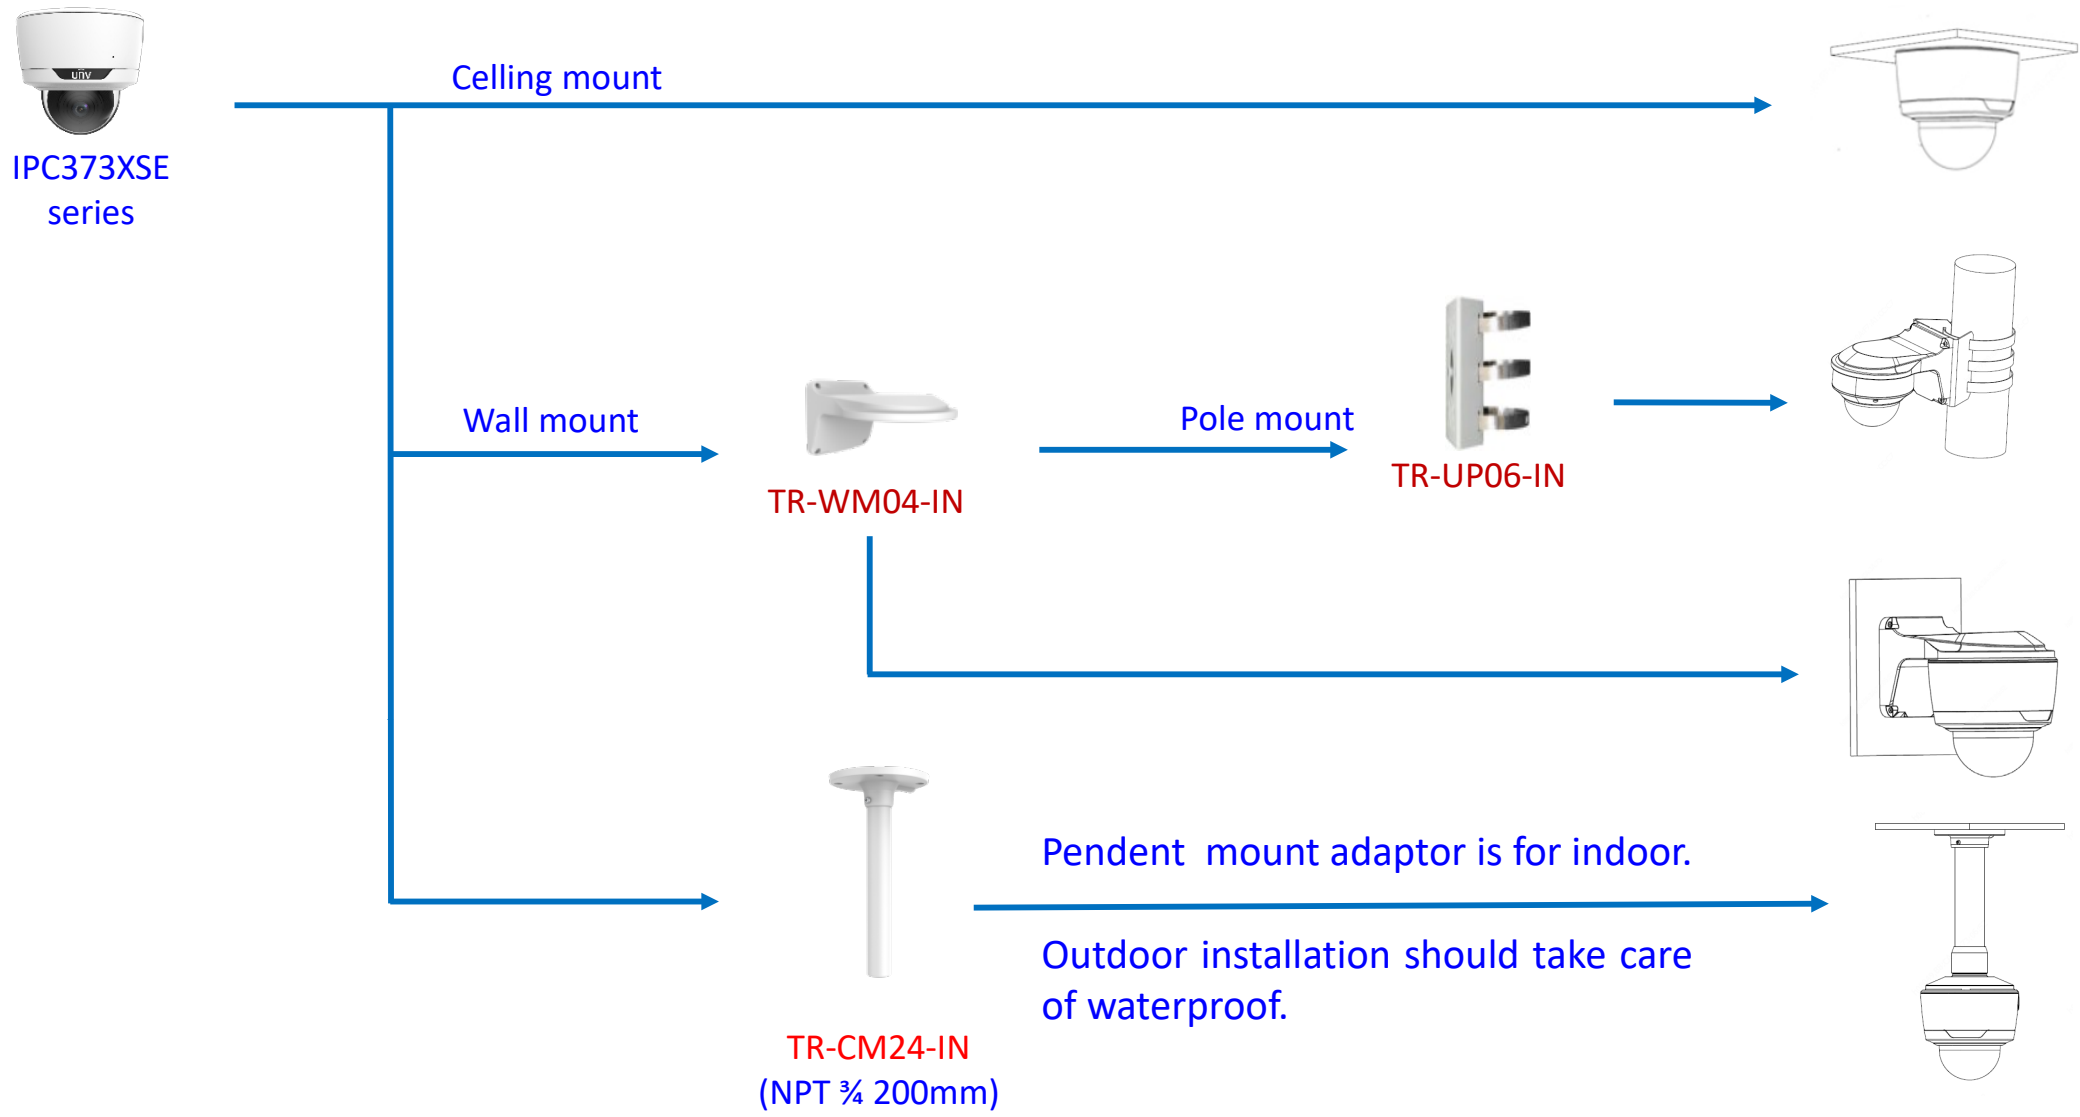 unv
Celling mount
IPC373XSE
series
Wall mount
Pole mount
TR-WM04-IN
TR-UP06-IN
Pendent mount adaptor is for indoor.
Outdoor installation should take care
of waterproof.
TR-CM24-IN
(NPT ¾ 200mm)